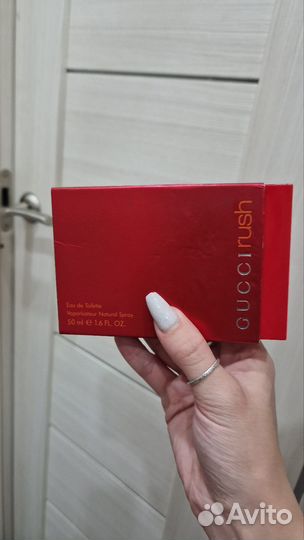 GUCCI rush
Eau de Toilette
Vaporisateur Natural Spray
50 ml e 1.6 FL. OZ.
Avito